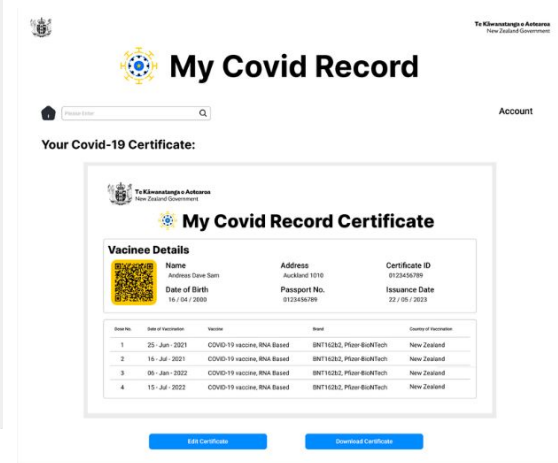 Te Kāwanatanga o Aotearoa
New Zealand Government
My Covid Record
Please Enter
Account
Your Covid-19 Certificate:
Te Kāwanatanga o Aotearoa
New Zealand Government
My Covid Record Certificate
Vacinee Details
Name Address Certificate ID
Andreas Dave Sam Auckland 1010 0123456789
Date of Birth Passport No. Issuance Date
16 / 04 / 2000 0123456789 22 / 05 / 2023
Dose No. Date of Vaccination Vaccine Brand Country of Vaccination
1 25 - Jun - 2021 COVID-19 vaccine, RNA Based BNT162b2, Pfizer-BioNTech New Zealand
2 16 - Jul - 2021 COVID-19 vaccine, RNA Based BNT162b2, Pfizer-BioNTech New Zealand
3 06 - Jan - 2022 COVID-19 vaccine, RNA Based BNT162b2, Pfizer-BioNTech New Zealand
4 15 - Jul - 2022 COVID-19 vaccine, RNA Based BNT162b2, Pfizer-BioNTech New Zealand
Edit Certificate Download Certificate